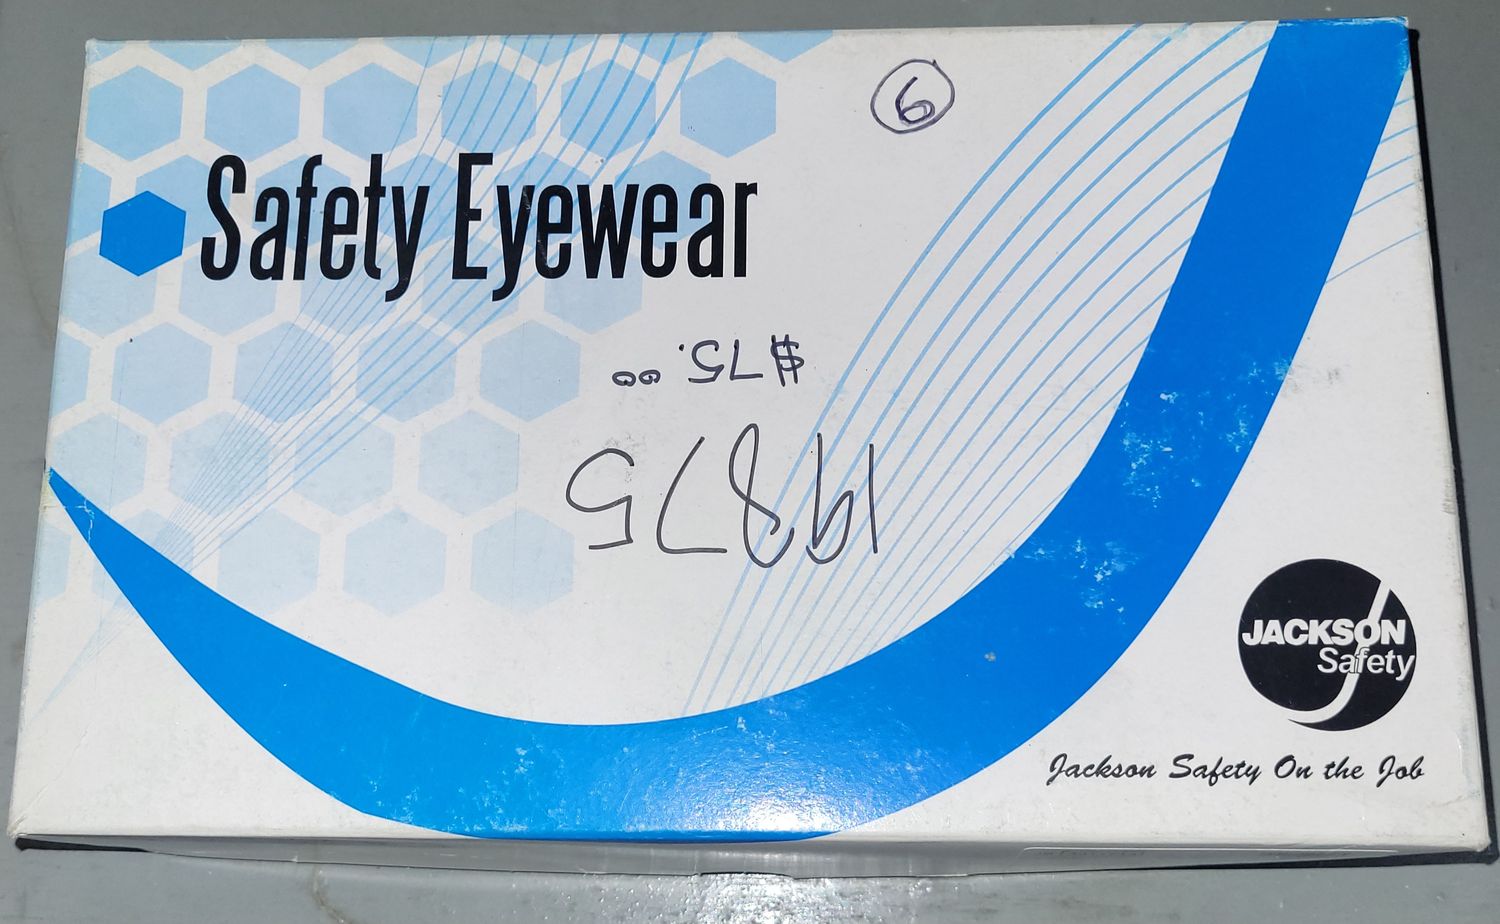 6
Safety Eyewear
$75.00
19875
JACKSON
Safety
Jackson Safety On the Job